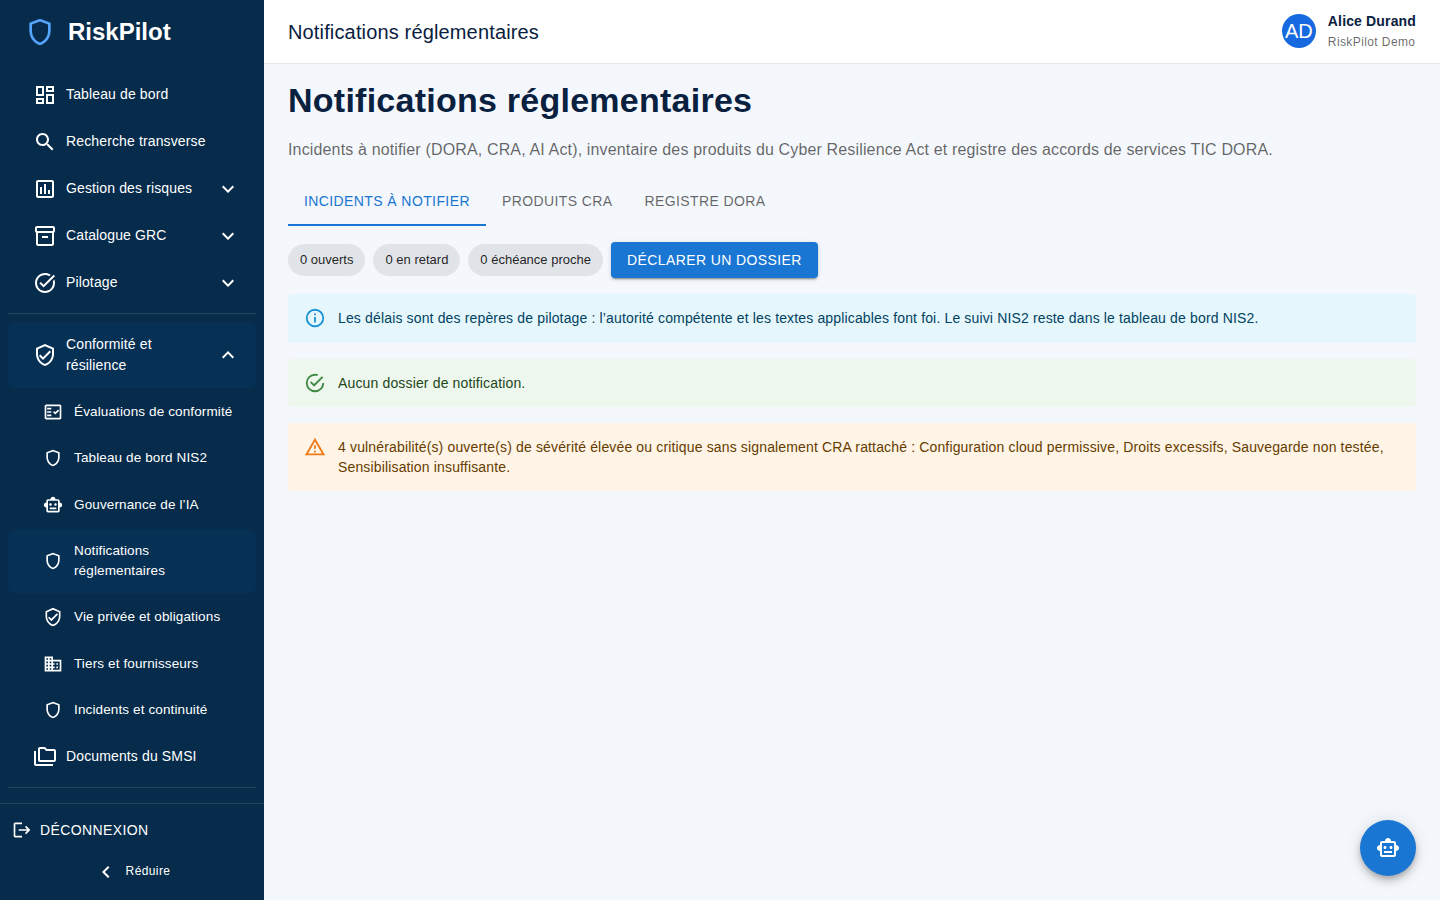 RiskPilot
Tableau de bord
Recherche transverse
Gestion des risques
Catalogue GRC
Pilotage
Conformité et
résilience
Évaluations de conformité
Tableau de bord NIS2
Gouvernance de l’IA
Notifications
réglementaires
Vie privée et obligations
Tiers et fournisseurs
Incidents et continuité
Documents du SMSI
DÉCONNEXION
Réduire
Notifications réglementaires
AD
Alice Durand
RiskPilot Demo
Notifications réglementaires
Incidents à notifier (DORA, CRA, AI Act), inventaire des produits du Cyber Resilience Act et registre des accords de services TIC DORA.
INCIDENTS À NOTIFIER
PRODUITS CRA
REGISTRE DORA
0 ouverts
0 en retard
0 échéance proche
DÉCLARER UN DOSSIER
Les délais sont des repères de pilotage : l’autorité compétente et les textes applicables font foi. Le suivi NIS2 reste dans le tableau de bord NIS2.
Aucun dossier de notification.
4 vulnérabilité(s) ouverte(s) de sévérité élevée ou critique sans signalement CRA rattaché : Configuration cloud permissive, Droits excessifs, Sauvegarde non testée,
Sensibilisation insuffisante.